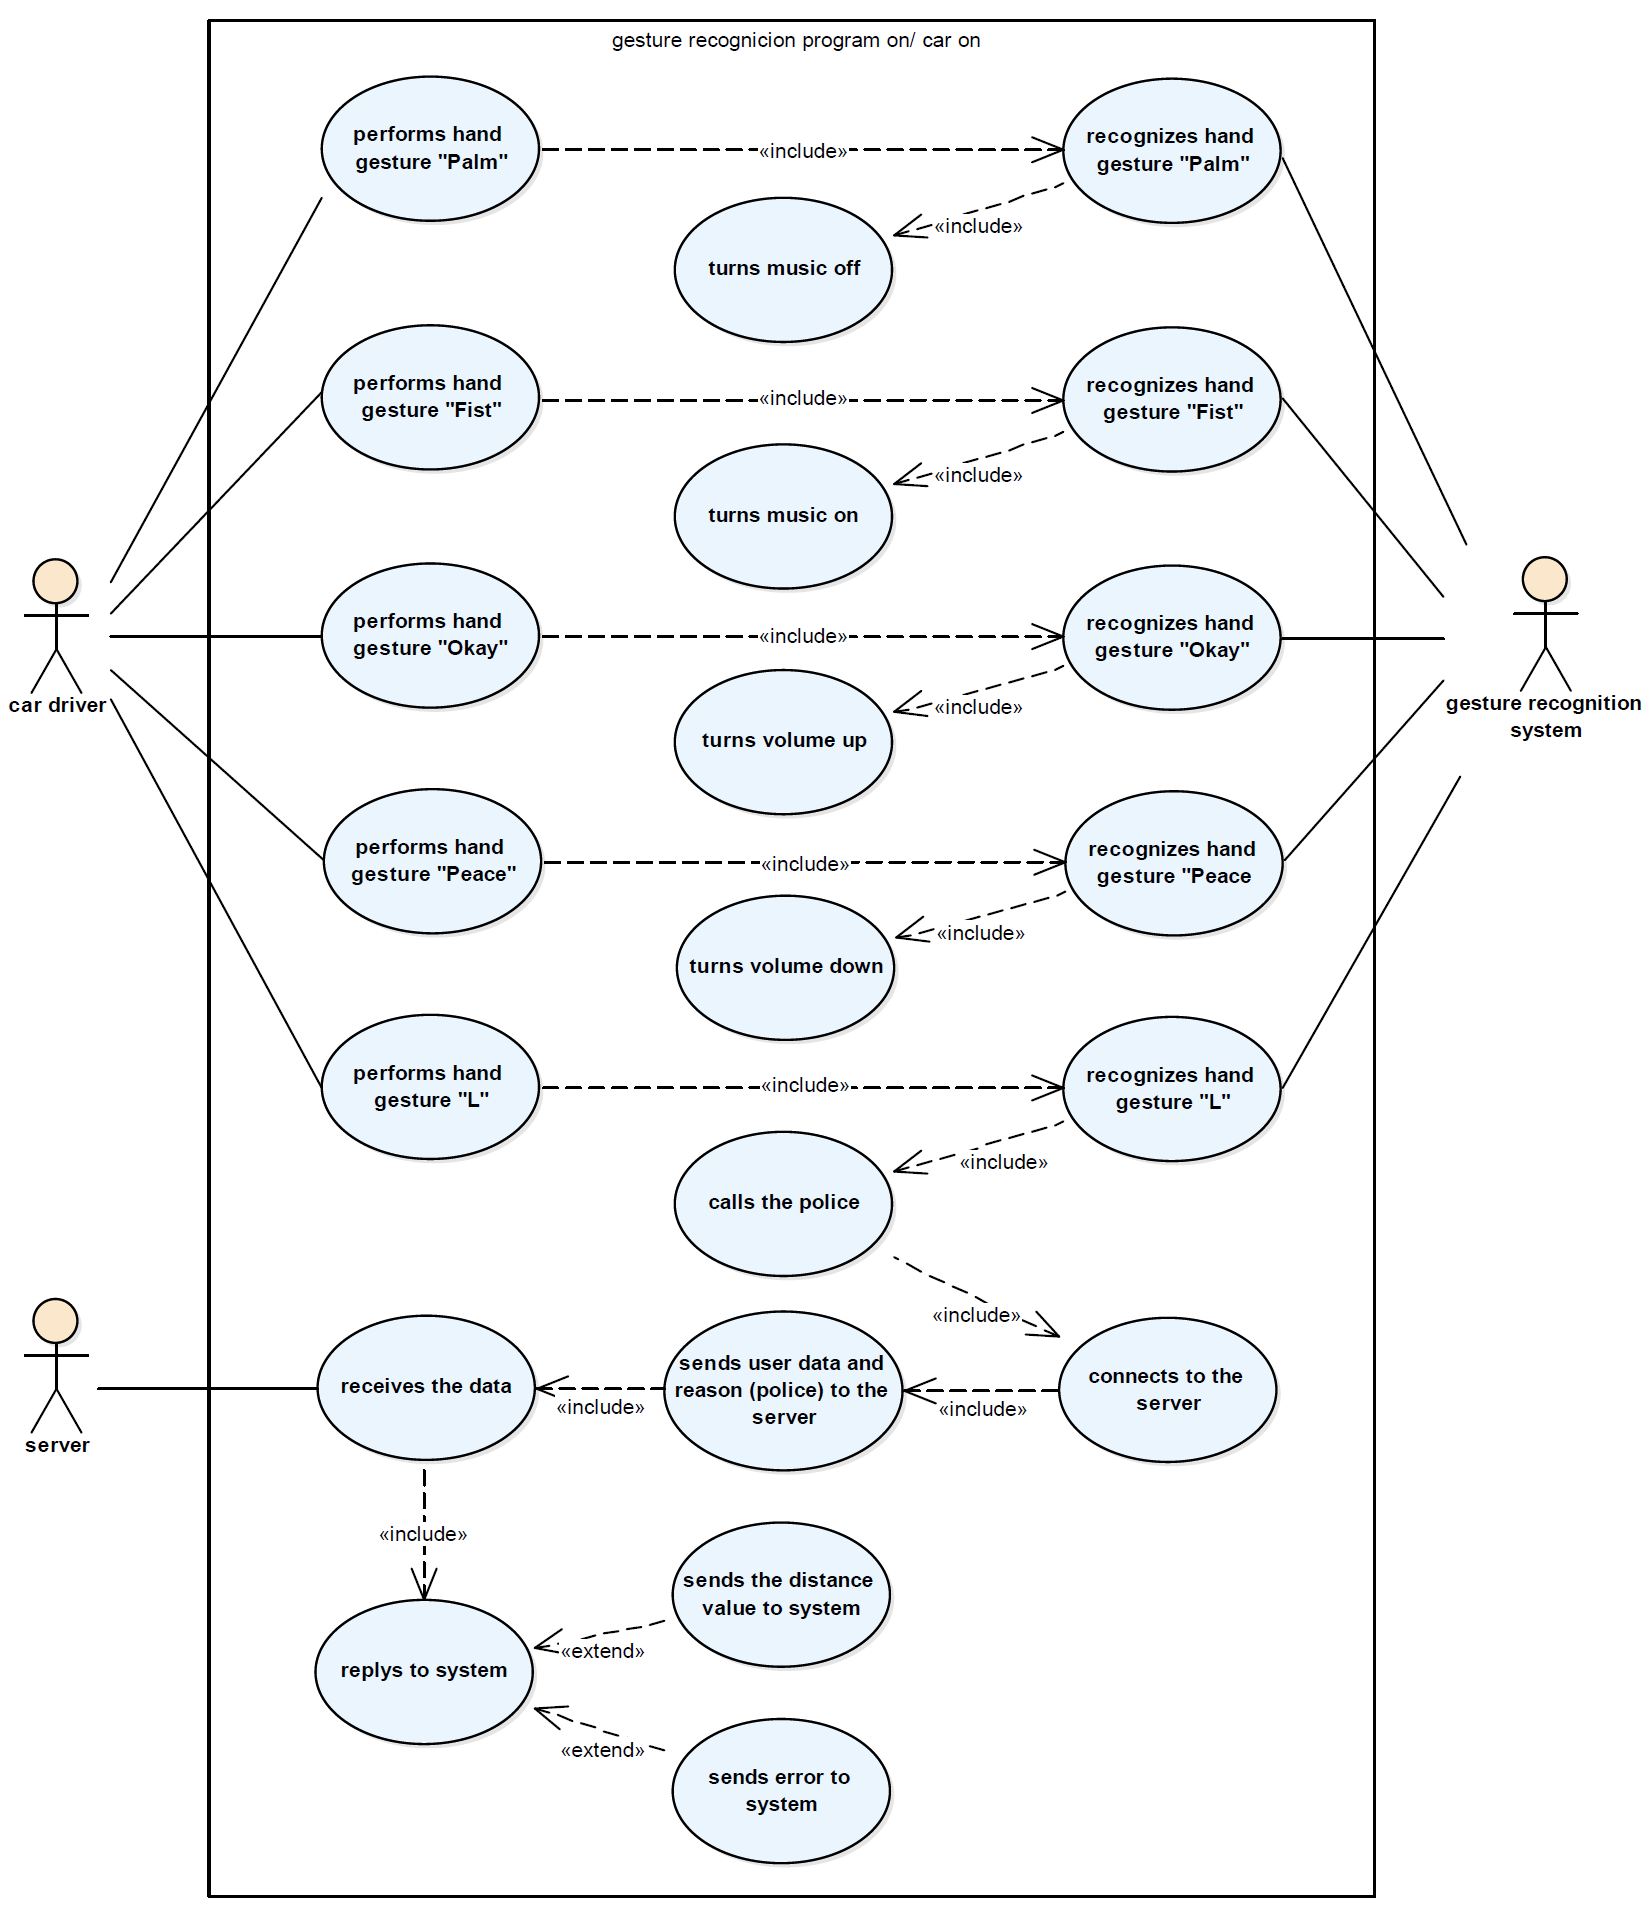 gesture recognicion program on/ car on
performs hand
gesture "Palm"
«include»
recognizes hand
gesture "Palm"
«include»
turns music off
performs hand
gesture "Fist"
«include»
recognizes hand
gesture "Fist"
«include»
turns music on
performs hand
gesture "Okay"
«include»
recognizes hand
gesture "Okay"
«include»
turns volume up
car driver
gesture recognition
system
performs hand
gesture "Peace"
«include»
recognizes hand
gesture "Peace
«include»
turns volume down
performs hand
gesture "L"
«include»
recognizes hand
gesture "L"
«include»
calls the police
«include»
server
receives the data
«include»
sends user data and
reason (police) to the
server
«include»
connects to the
server
«include»
replys to system
sends the distance
value to system
«extend»
«extend»
sends error to
system